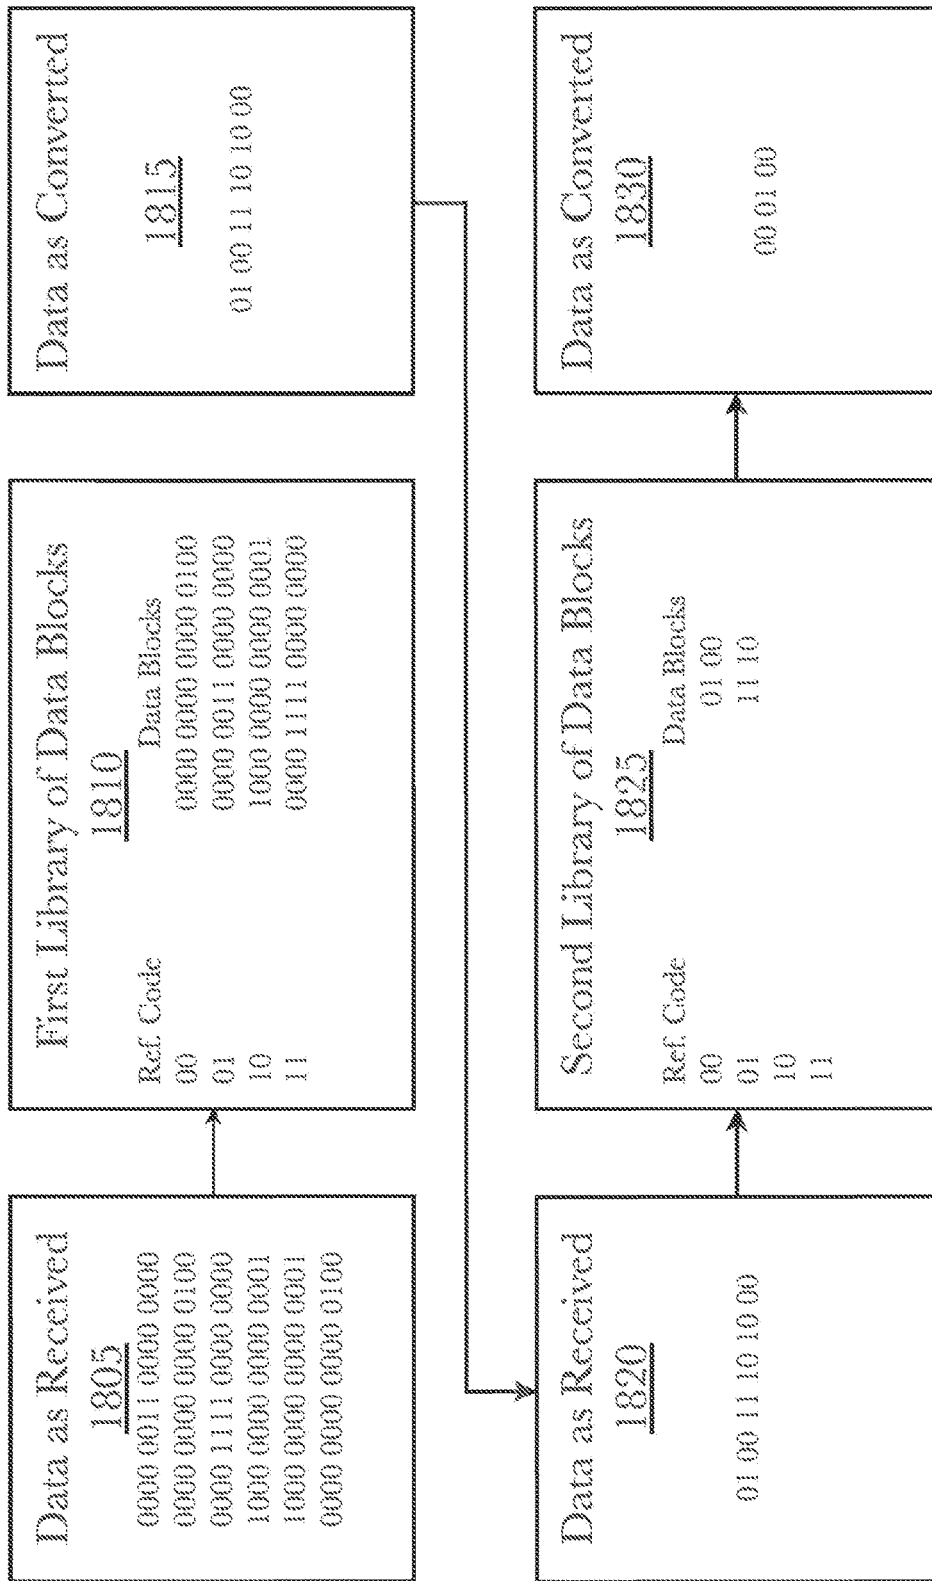 Data as Received
1805
0000 0011 0000 0000
0000 0000 0000 0100
0000 1111 0000 0000
1000 0000 0000 0001
1000 0000 0000 0001
0000 0000 0000 0100
First Library of Data Blocks
1810
Ref. Code Data Blocks
00 0000 0000 0000 0100
01 0000 0011 0000 0000
10 1000 0000 0000 0001
11 0000 1111 0000 0000
Data as Converted
1815
01 00 11 10 10 00
Data as Received
1820
01 00 11 10 10 00
Second Library of Data Blocks
1825
Ref. Code Data Blocks
00 01 00
01 11 10
10
11
Data as Converted
1830
00 01 00